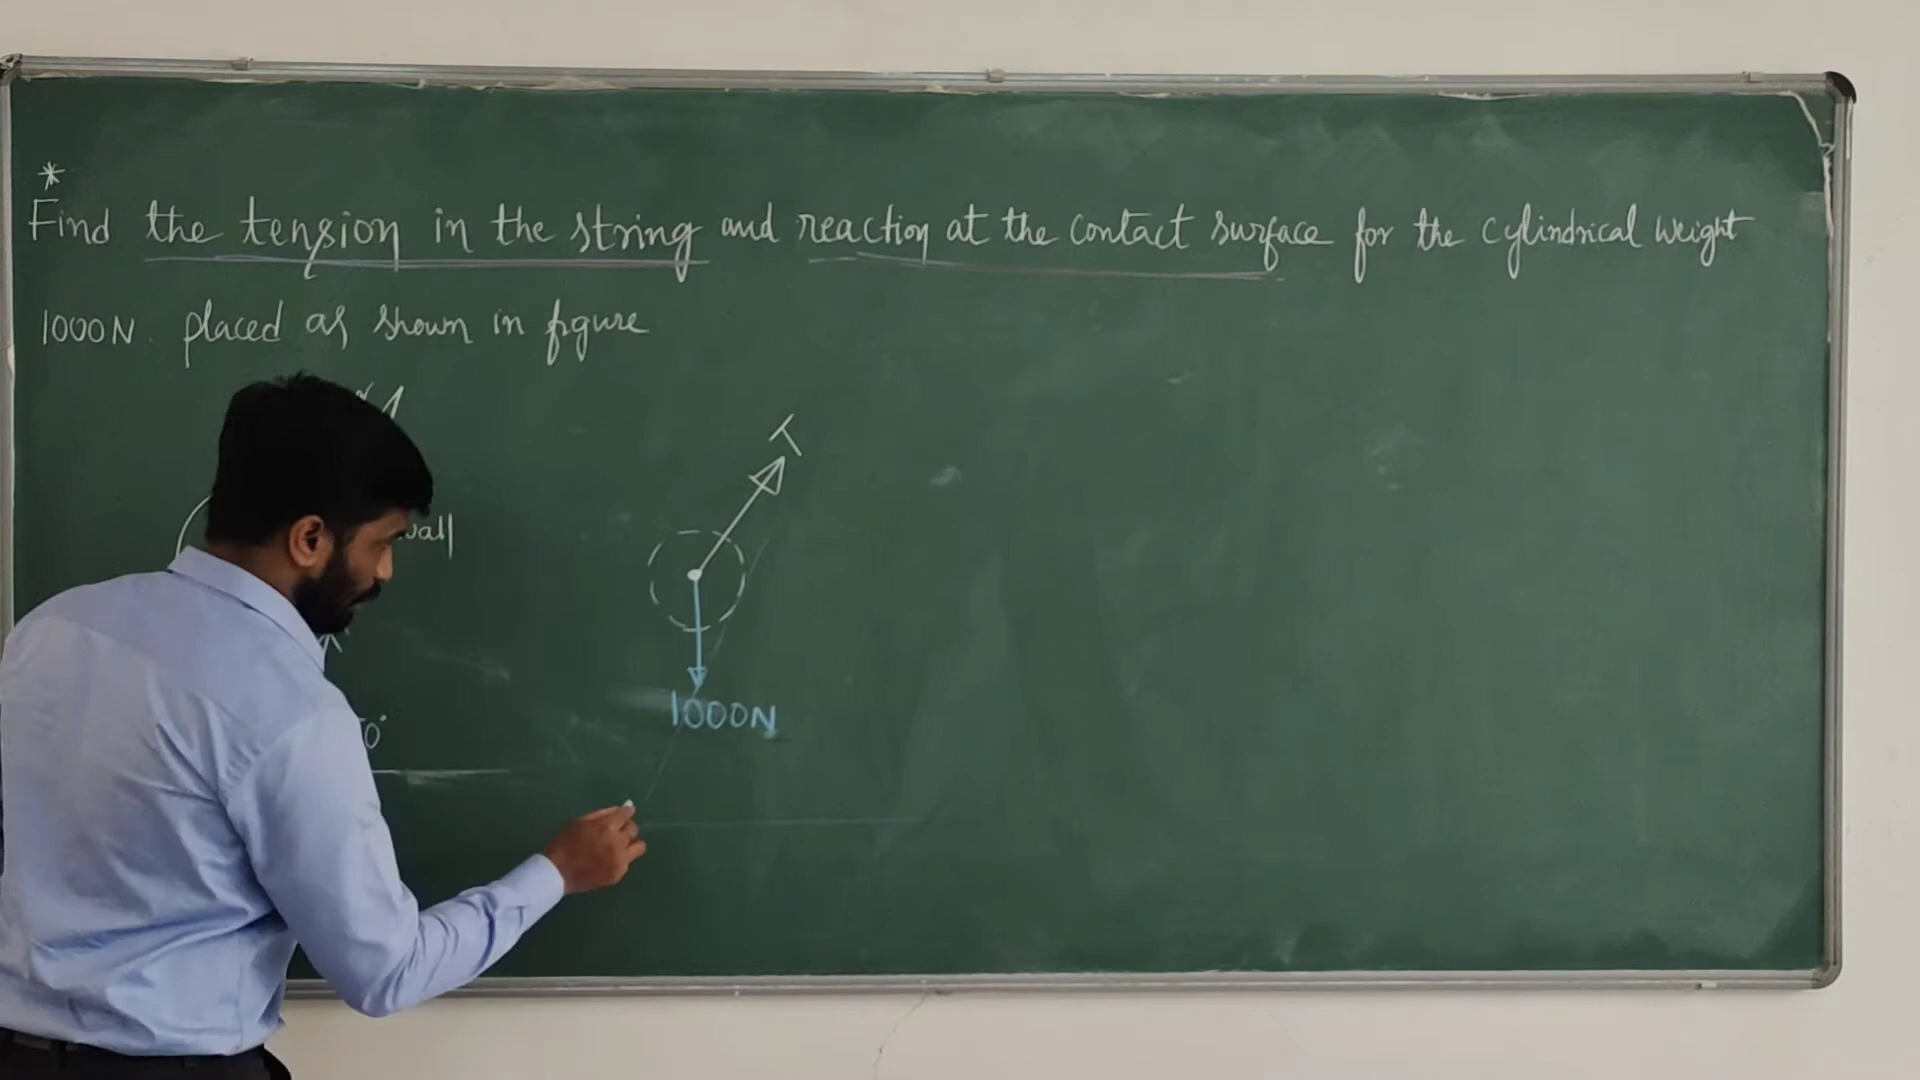 *
Find the tension in the string and reaction at the contact surface for the cylindrical weight
1000N. placed as shown in figure
T
1000N